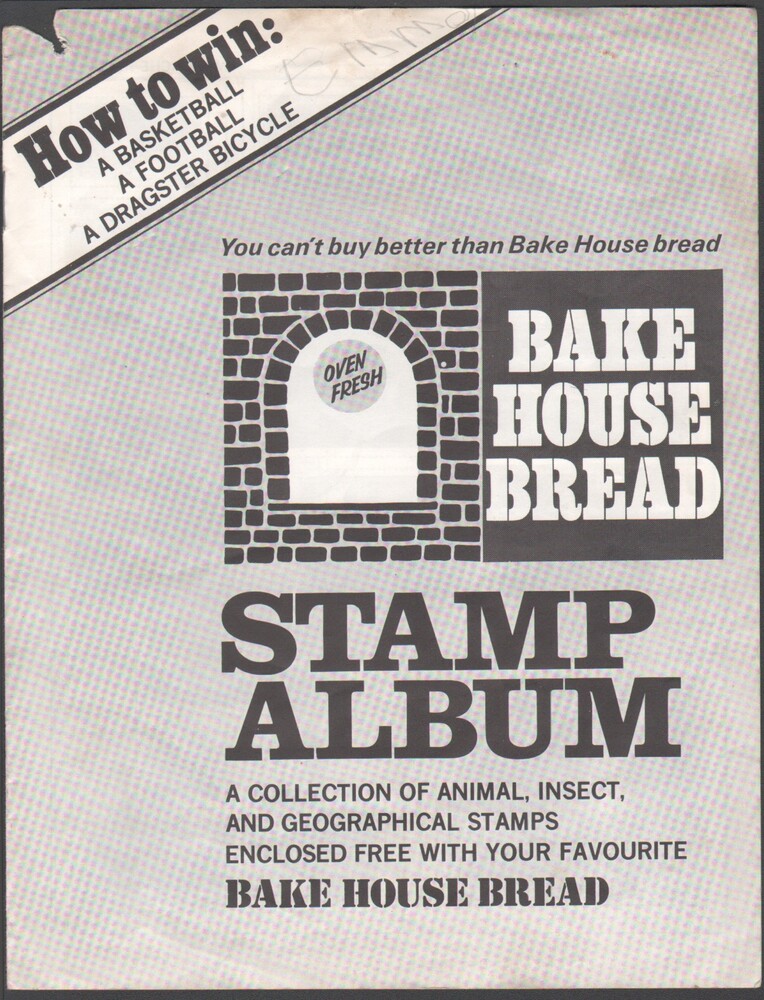 How to win:
A BASKETBALL
A FOOTBALL
A DRAGSTER BICYCLE
Emma
You can't buy better than Bake House bread
OVEN
FRESH
BAKE
HOUSE
BREAD
STAMP
ALBUM
A COLLECTION OF ANIMAL, INSECT,
AND GEOGRAPHICAL STAMPS
ENCLOSED FREE WITH YOUR FAVOURITE
BAKE HOUSE BREAD